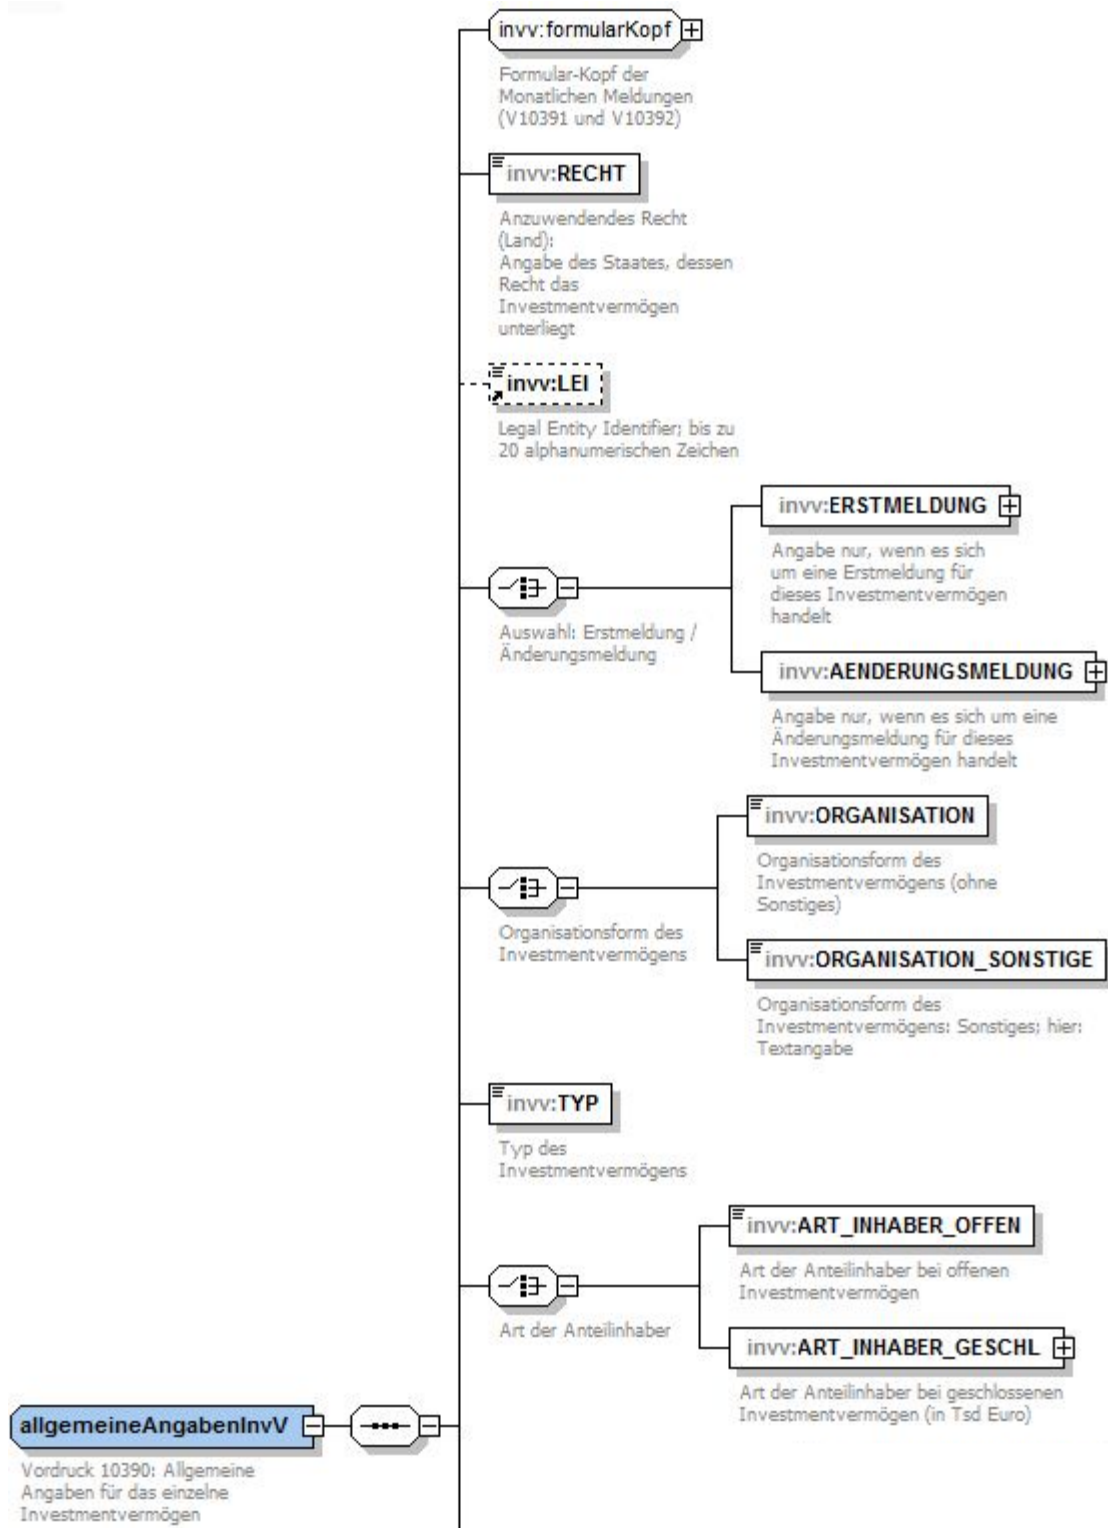 invv:formularKopf
Formular-Kopf der
Monatlichen Meldungen
(V10391 und V10392)
invv:RECHT
Anzuwendendes Recht
(Land):
Angabe des Staates, dessen
Recht das
Investmentvermögen
unterliegt
invv:LEI
Legal Entity Identifier; bis zu
20 alphanumerischen Zeichen
Auswahl: Erstmeldung /
Änderungsmeldung
invv:ERSTMELDUNG
Angabe nur, wenn es sich
um eine Erstmeldung für
dieses Investmentvermögen
handelt
invv:AENDERUNGSMELDUNG
Angabe nur, wenn es sich um eine
Änderungsmeldung für dieses
Investmentvermögen handelt
Organisationsform des
Investmentvermögens
invv:ORGANISATION
Organisationsform des
Investmentvermögens (ohne
Sonstiges)
invv:ORGANISATION_SONSTIGE
Organisationsform des
Investmentvermögens: Sonstiges; hier:
Textangabe
invv:TYP
Typ des
Investmentvermögens
Art der Anteilinhaber
invv:ART_INHABER_OFFEN
Art der Anteilinhaber bei offenen
Investmentvermögen
invv:ART_INHABER_GESCHL
Art der Anteilinhaber bei geschlossenen
Investmentvermögen (in Tsd Euro)
allgemeineAngabenInvV
Vordruck 10390: Allgemeine
Angaben für das einzelne
Investmentvermögen